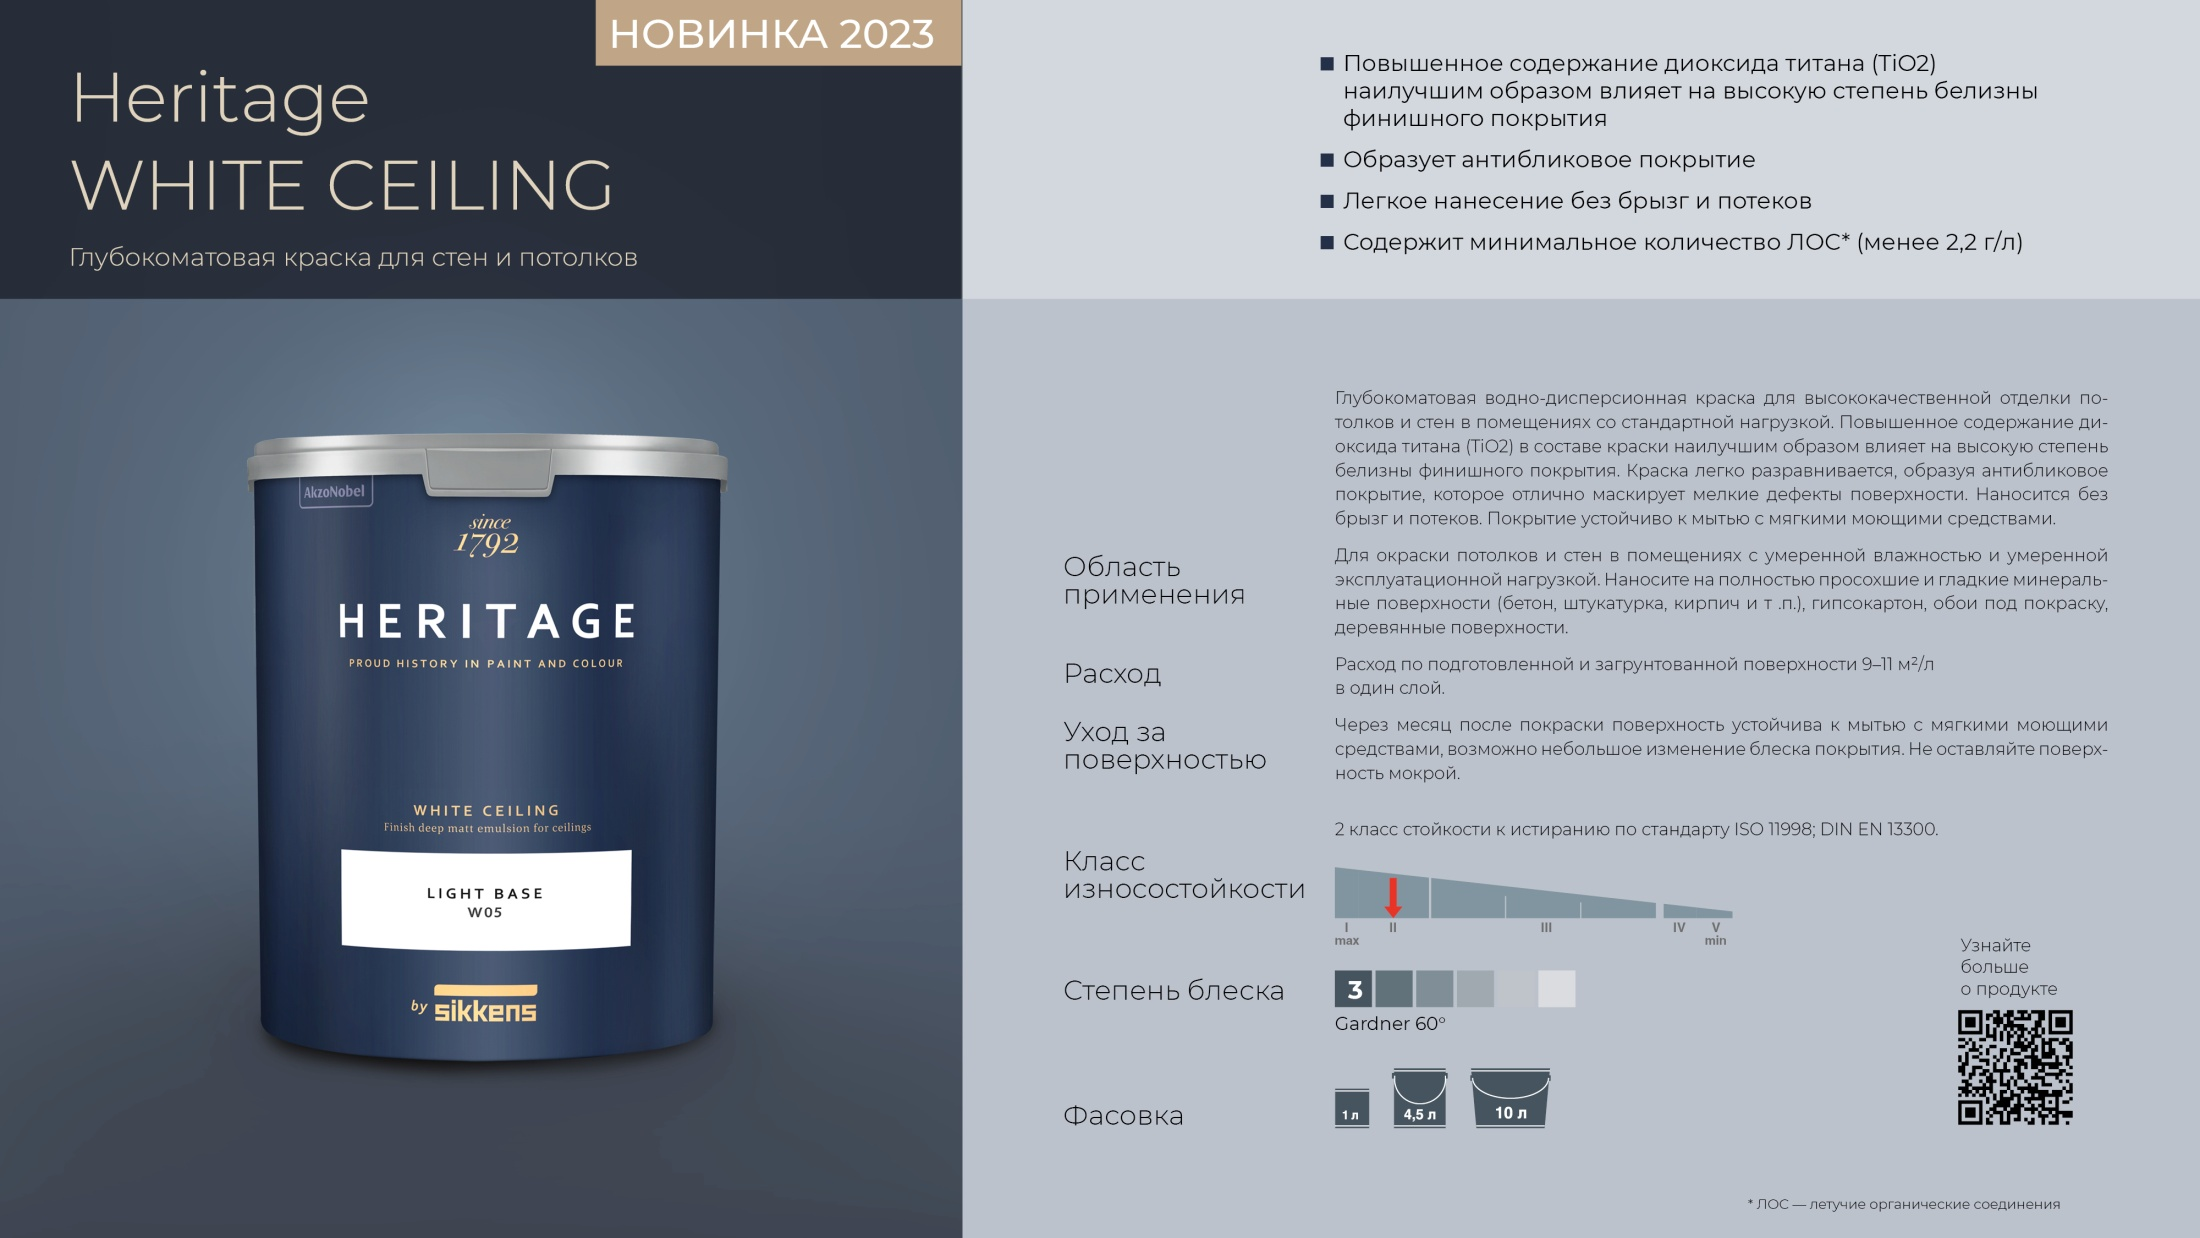 НОВИНКА 2023
Heritage
WHITE CEILING
Глубокоматовая краска для стен и потолков
AkzoNobel
since
1792
HERITAGE
PROUD HISTORY IN PAINT AND COLOUR
WHITE CEILING
Finish deep matt emulsion for ceilings
LIGHT BASE
W05
by sikkens
Повышенное содержание диоксида титана (TiO2)
наилучшим образом влияет на высокую степень белизны
финишного покрытия
Образует антибликовое покрытие
Легкое нанесение без брызг и потеков
Содержит минимальное количество ЛОС* (менее 2,2 г/л)
Глубокоматовая водно-дисперсионная краска для высококачественной отделки по-
толков и стен в помещениях со стандартной нагрузкой. Повышенное содержание ди-
оксида титана (TiO2) в составе краски наилучшим образом влияет на высокую степень
белизны финишного покрытия. Краска легко разравнивается, образуя антибликовое
покрытие, которое отлично маскирует мелкие дефекты поверхности. Наносится без
брызг и потеков. Покрытие устойчиво к мытью с мягкими моющими средствами.
Область
применения
Для окраски потолков и стен в помещениях с умеренной влажностью и умеренной
эксплуатационной нагрузкой. Наносите на полностью просохшие и гладкие минераль-
ные поверхности (бетон, штукатурка, кирпич и т .п.), гипсокартон, обои под покраску,
деревянные поверхности.
Расход
Расход по подготовленной и загрунтованной поверхности 9–11 м²/л
в один слой.
Уход за
поверхностью
Через месяц после покраски поверхность устойчива к мытью с мягкими моющими
средствами, возможно небольшое изменение блеска покрытия. Не оставляйте поверх-
ность мокрой.
Класс
износостойкости
2 класс стойкости к истиранию по стандарту ISO 11998; DIN EN 13300.
I II III IV V
max min
Степень блеска
3
Gardner 60°
Фасовка
1 л 4,5 л 10 л
Узнайте
больше
о продукте
* ЛОС — летучие органические соединения